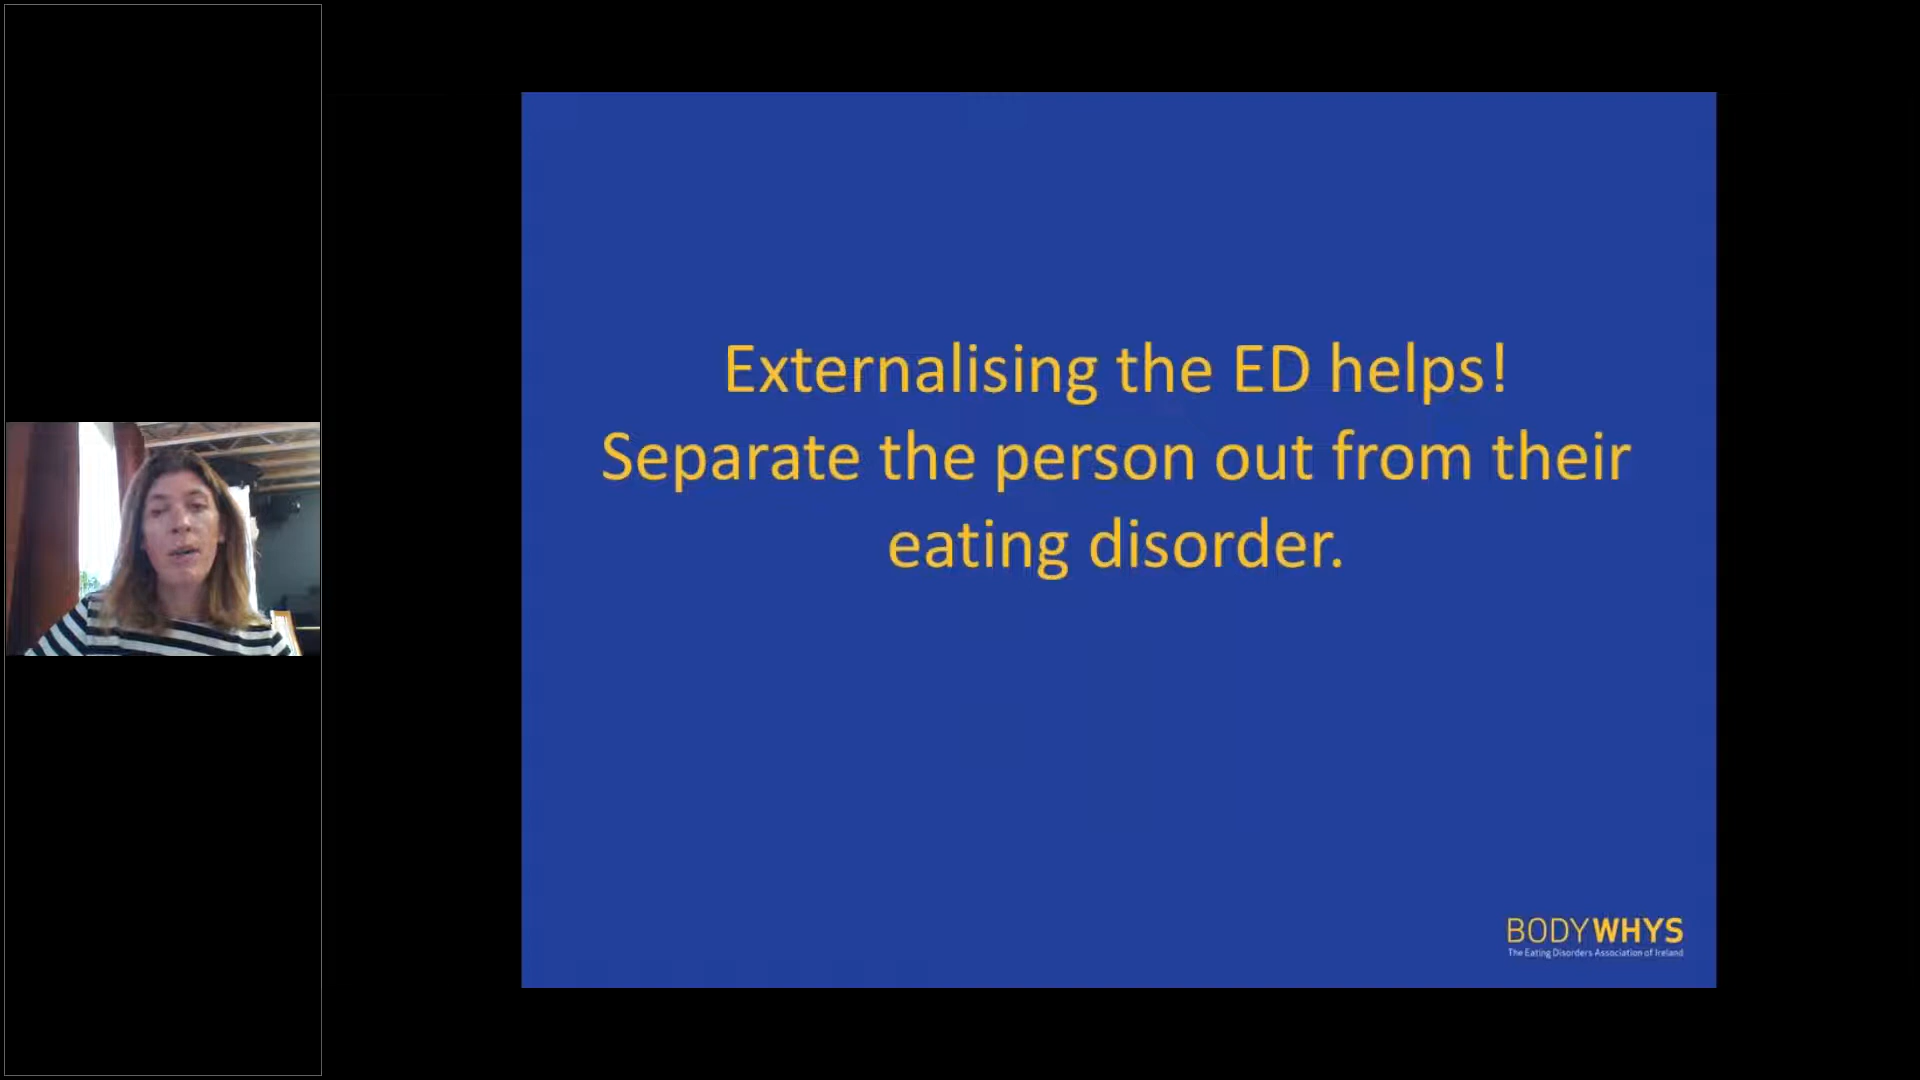 Externalising the ED helps!
Separate the person out from their
eating disorder.
BODYWHYS
The Eating Disorders Association of Ireland